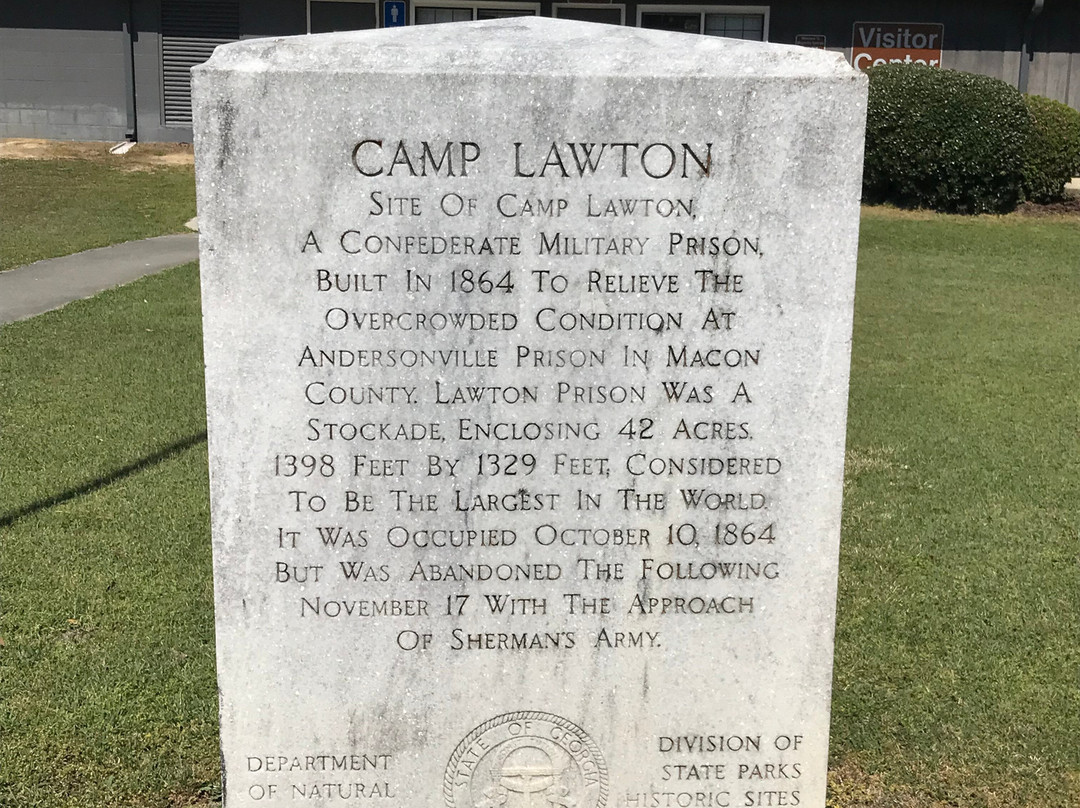 Visitor
Center
CAMP LAWTON
SITE OF CAMP LAWTON,
A CONFEDERATE MILITARY PRISON,
BUILT IN 1864 TO RELIEVE THE
OVERCROWDED CONDITION AT
ANDERSONVILLE PRISON IN MACON
COUNTY. LAWTON PRISON WAS A
STOCKADE, ENCLOSING 42 ACRES.
1398 FEET BY 1329 FEET, CONSIDERED
TO BE THE LARGEST IN THE WORLD.
IT WAS OCCUPIED OCTOBER 10, 1864
BUT WAS ABANDONED THE FOLLOWING
NOVEMBER 17 WITH THE APPROACH
OF SHERMAN'S ARMY.
DEPARTMENT
OF NATURAL
STATE OF GEORGIA
DIVISION OF
STATE PARKS
HISTORIC SITES